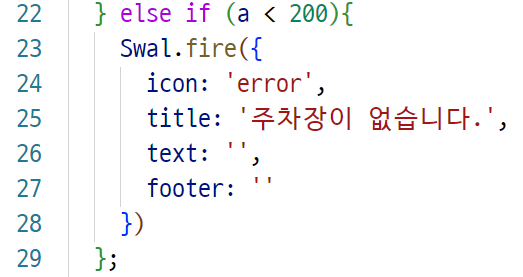 22 } else if (a < 200){
23 Swal.fire({
24 icon: 'error',
25 title: '주차장이 없습니다.',
26 text: '',
27 footer: ''
28 })
29 };